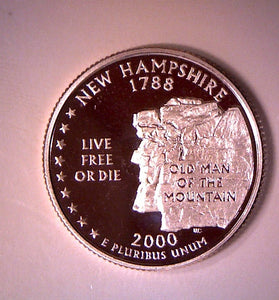 NEW HAMPSHIRE
1788
LIVE
FREE
OR DIE
OLD MAN
OF THE
MOUNTAIN
2000
E PLURIBUS UNUM